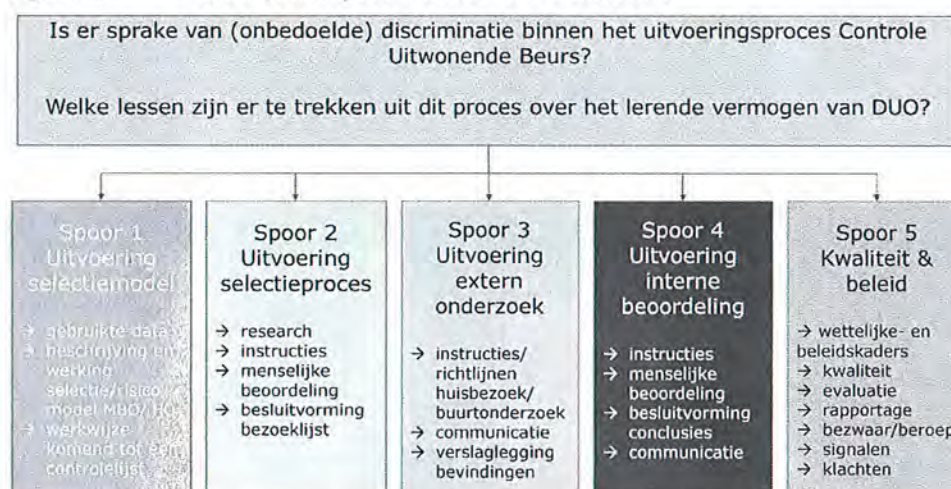 Is er sprake van (onbedoelde) discriminatie binnen het uitvoeringsproces Controle
Uitwonende Beurs?
Welke lessen zijn er te trekken uit dit proces over het lerende vermogen van DUO?
Spoor 1
Uitvoering
selectiemodel
→ gebruikte data
→ beschrijving en
werking
selectie/risico
model MBO/HO
→ werkwijze
komend tot een
controlelijst
Spoor 2
Uitvoering
selectieproces
→ research
→ instructies
→ menselijke
beoordeling
→ besluitvorming
bezoeklijst
Spoor 3
Uitvoering
extern
onderzoek
→ instructies/
richtlijnen
huisbezoek/
buurtonderzoek
→ communicatie
→ verslaglegging
bevindingen
Spoor 4
Uitvoering
interne
beoordeling
→ instructies
→ menselijke
beoordeling
→ besluitvorming
conclusies
→ communicatie
Spoor 5
Kwaliteit &
beleid
→ wettelijke- en
beleidskaders
→ kwaliteit
→ evaluatie
→ rapportage
→ bezwaar/beroep
→ signalen
→ klachten